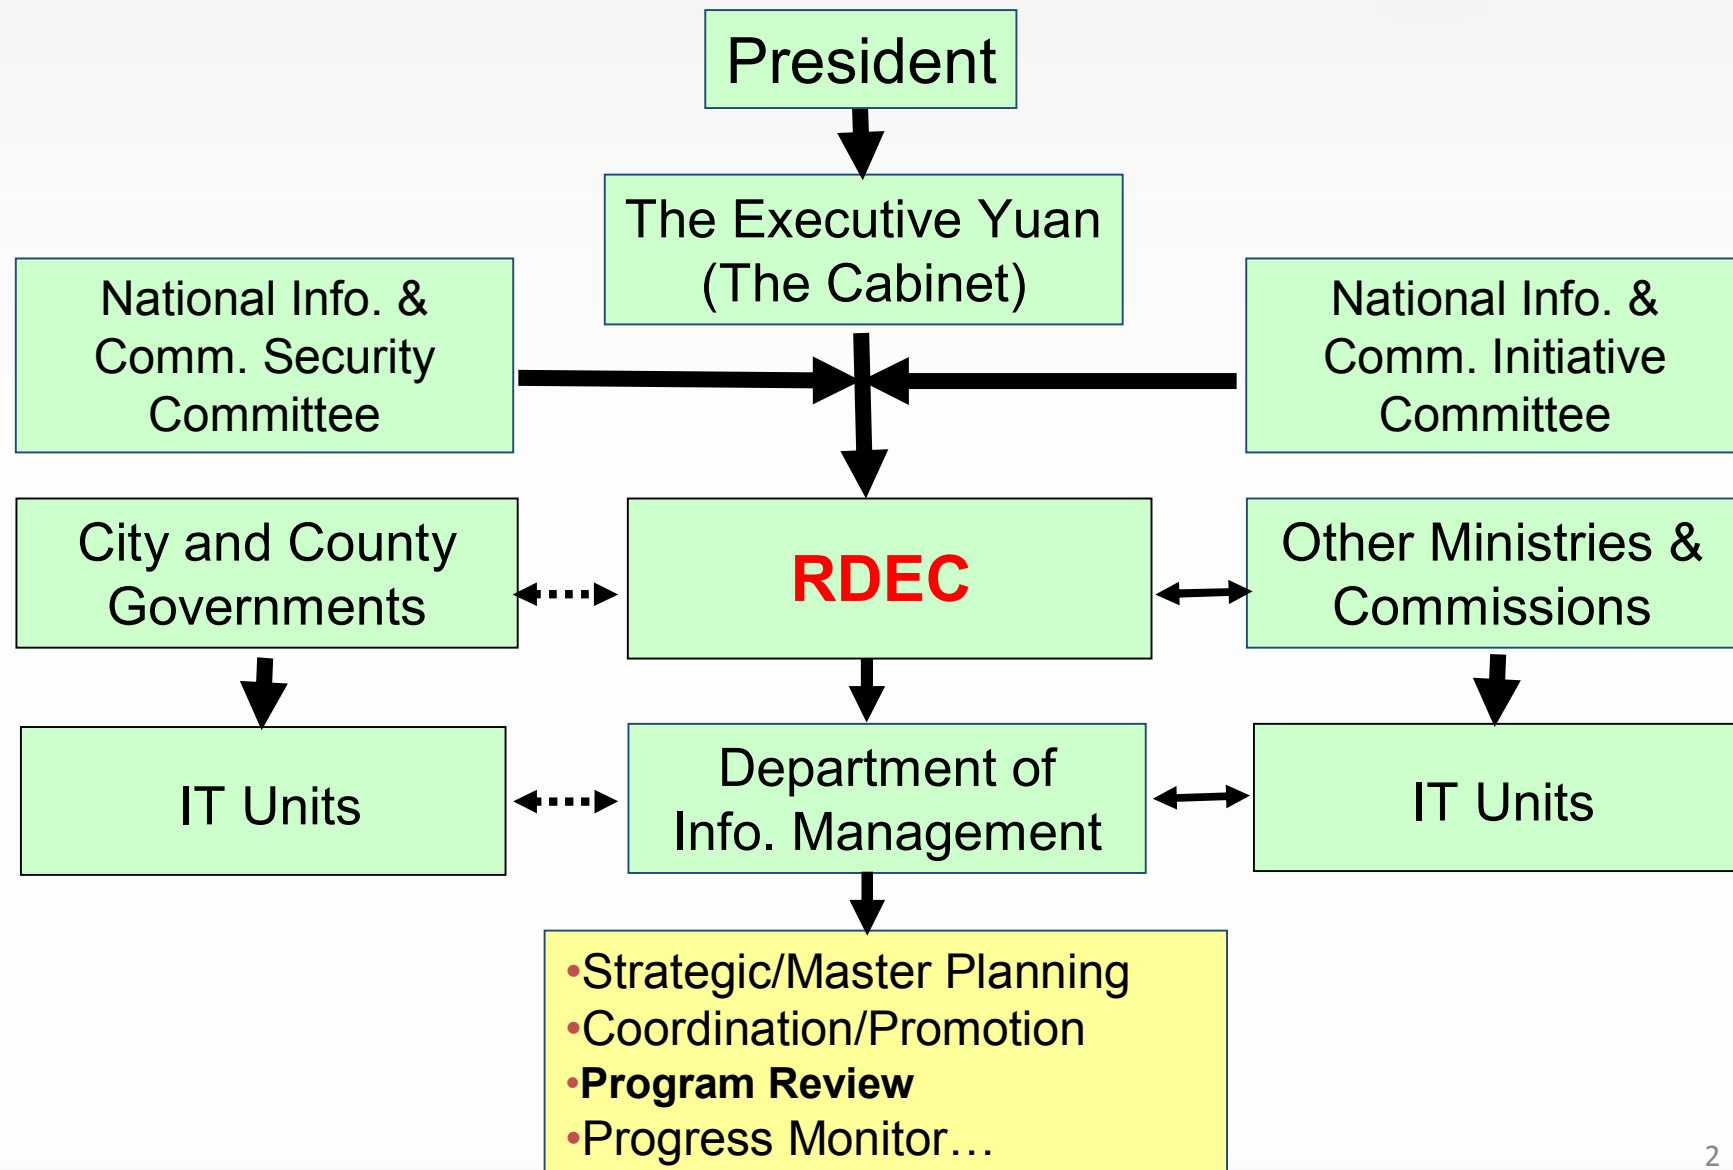 President
The Executive Yuan
(The Cabinet)
National Info. &
Comm. Security
Committee
National Info. &
Comm. Initiative
Committee
City and County
Governments
RDEC
Other Ministries &
Commissions
IT Units
Department of
Info. Management
IT Units
•Strategic/Master Planning
•Coordination/Promotion
•Program Review
•Progress Monitor…
2